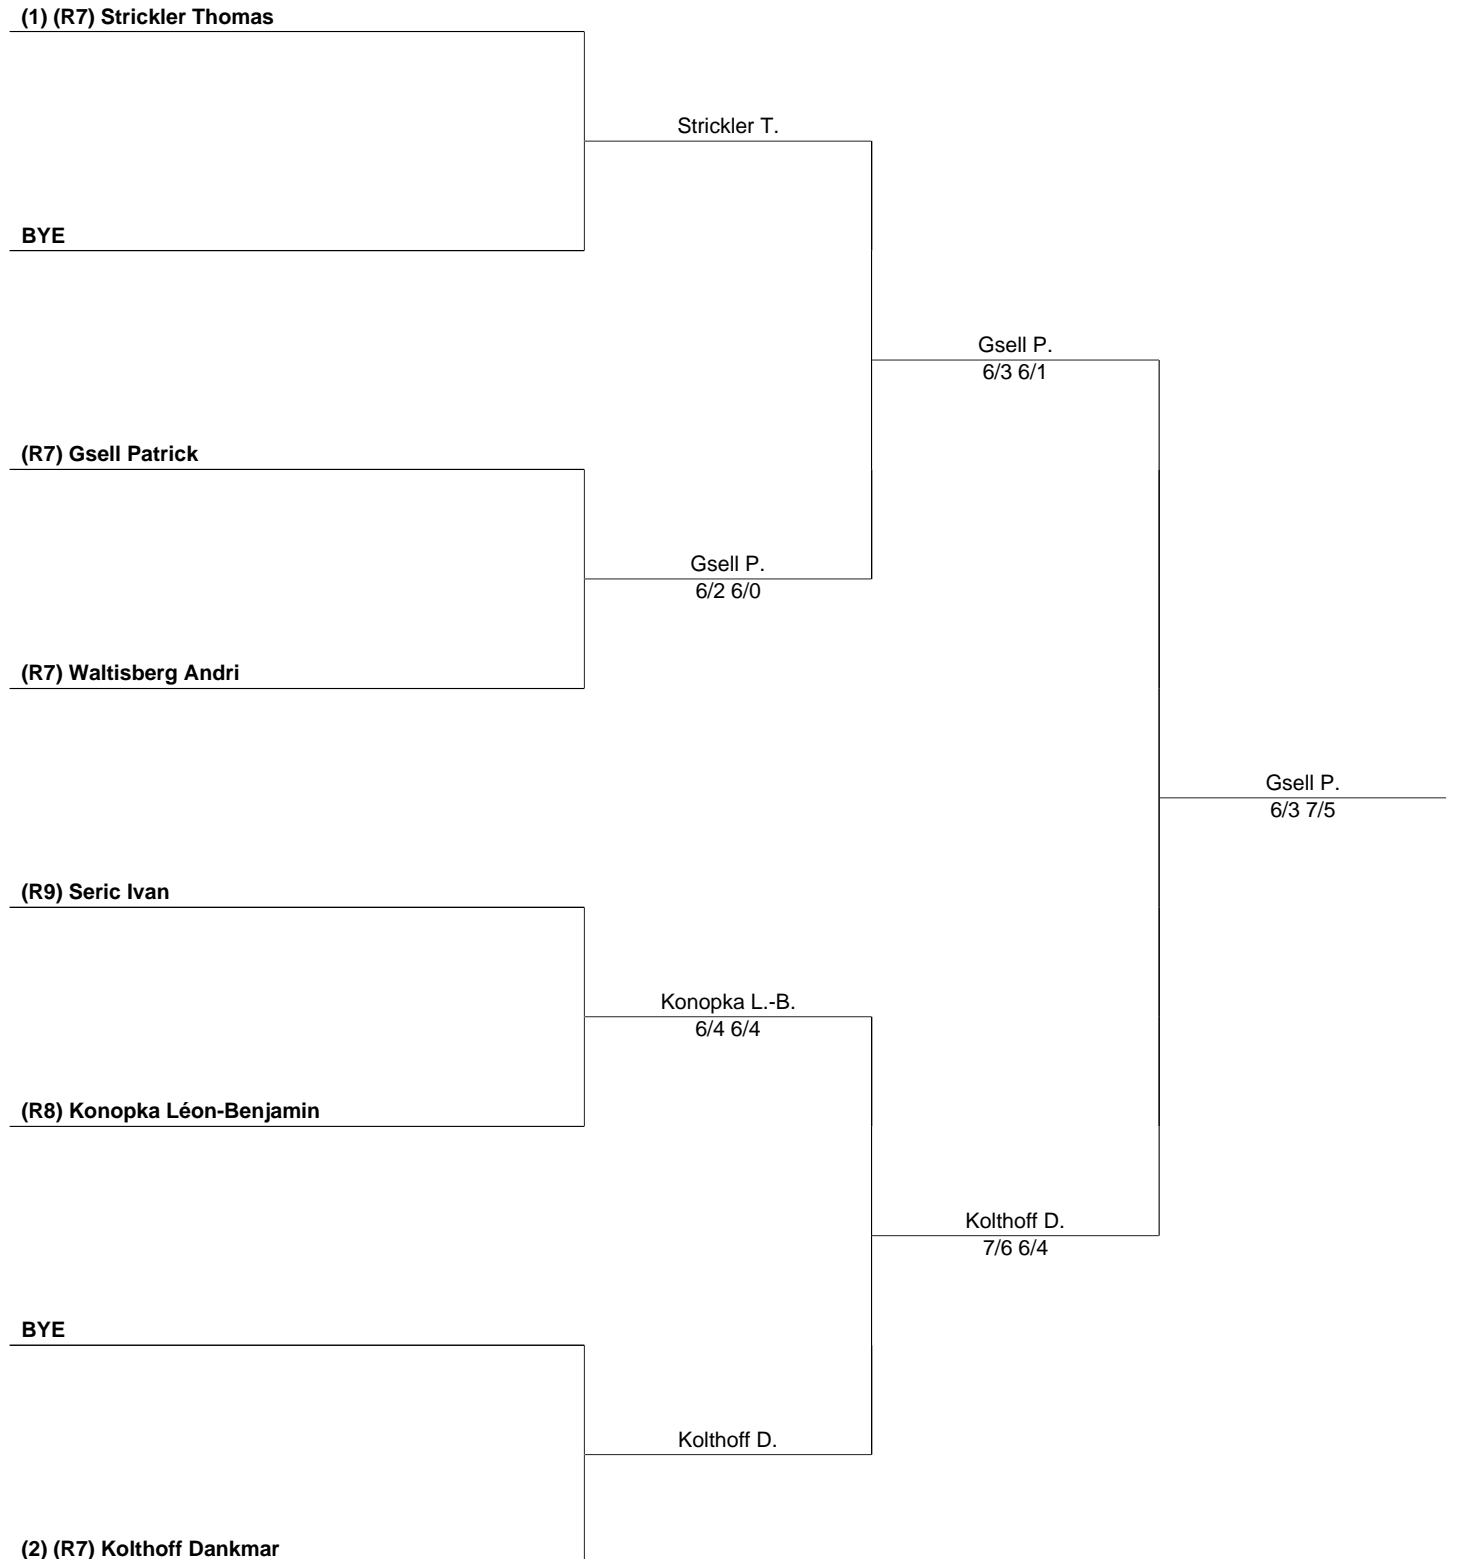 (1) (R7) Strickler Thomas
Strickler T.
BYE
Gsell P.
6/3 6/1
(R7) Gsell Patrick
Gsell P.
6/2 6/0
(R7) Waltisberg Andri
Gsell P.
6/3 7/5
(R9) Seric Ivan
Konopka L.-B.
6/4 6/4
(R8) Konopka Léon-Benjamin
Kolthoff D.
7/6 6/4
BYE
Kolthoff D.
(2) (R7) Kolthoff Dankmar